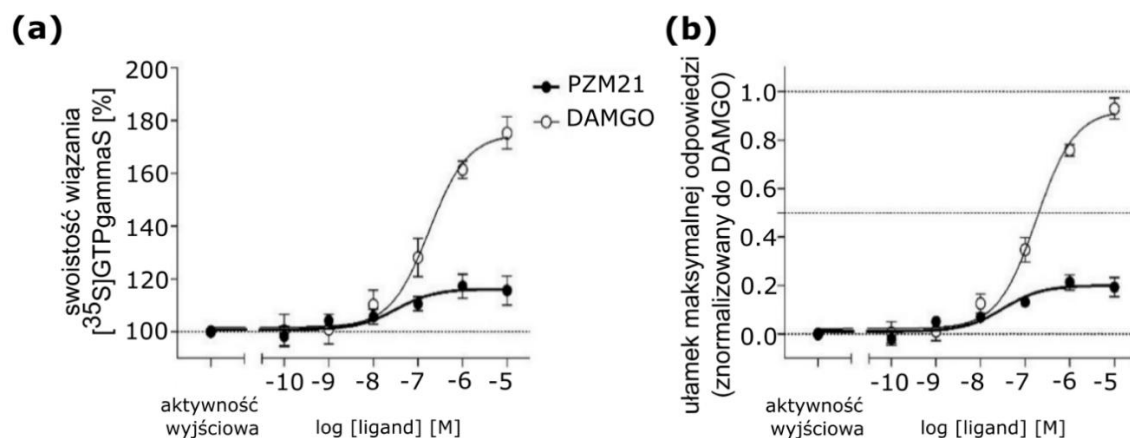 (a)
swoistość wiązania
[³⁵S]GTPgammaS [%]
200
180
160
140
120
100
PZM21
DAMGO
-10 -9 -8 -7 -6 -5
aktywność
wyjściowa
log [ligand] [M]
(b)
ułamek maksymalnej odpowiedzi
(znormalizowany do DAMGO)
1.0
0.8
0.6
0.4
0.2
0.0
-10 -9 -8 -7 -6 -5
aktywność
wyjściowa
log [ligand] [M]